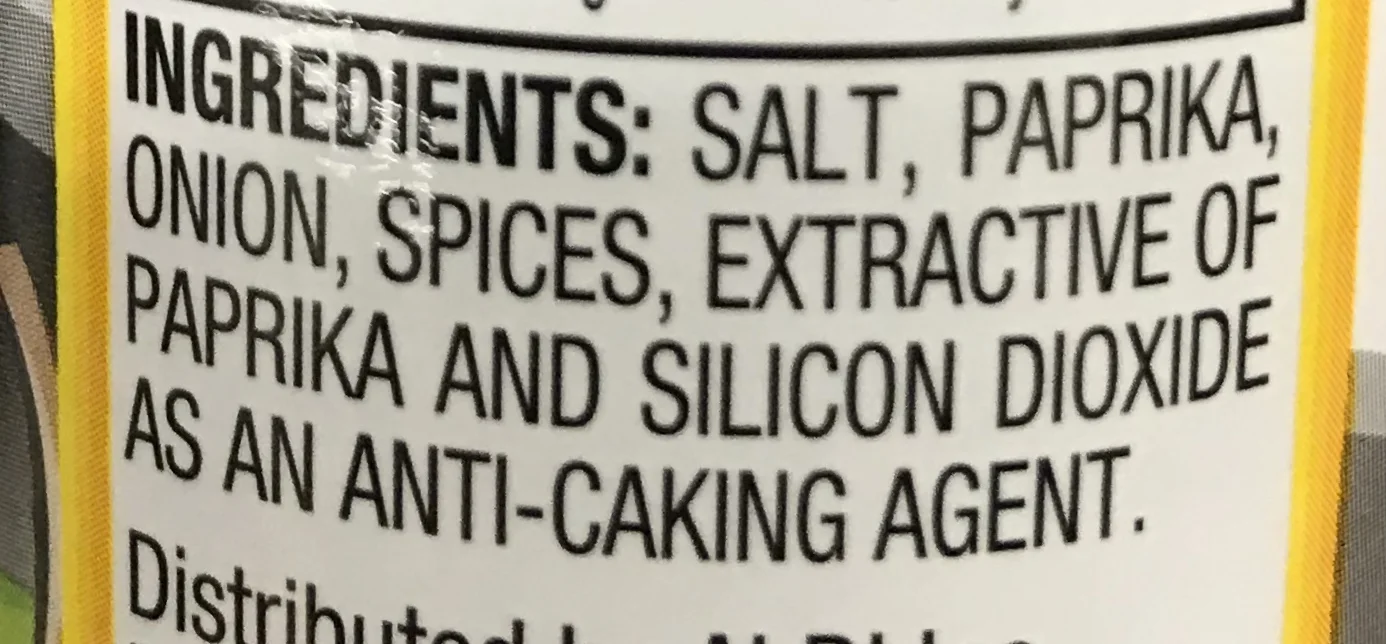 INGREDIENTS: SALT, PAPRIKA,
ONION, SPICES, EXTRACTIVE OF
PAPRIKA AND SILICON DIOXIDE
AS AN ANTI-CAKING AGENT.
Distributed